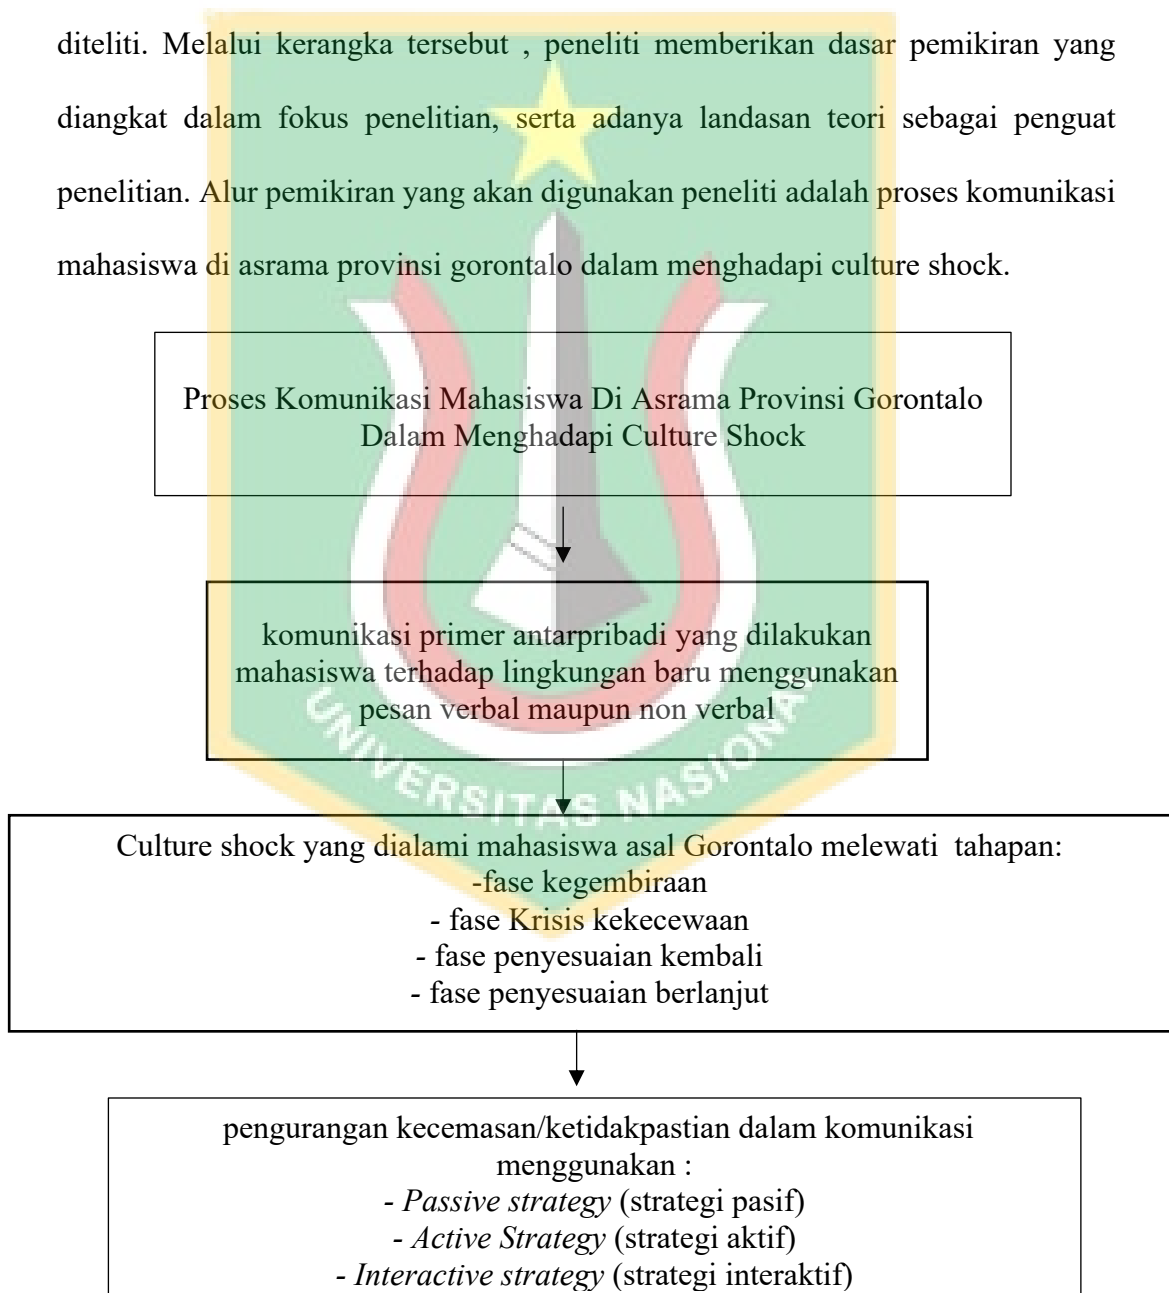 diteliti. Melalui kerangka tersebut , peneliti memberikan dasar pemikiran yang
diangkat dalam fokus penelitian, serta adanya landasan teori sebagai penguat
penelitian. Alur pemikiran yang akan digunakan peneliti adalah proses komunikasi
mahasiswa di asrama provinsi gorontalo dalam menghadapi culture shock.
Proses Komunikasi Mahasiswa Di Asrama Provinsi Gorontalo
Dalam Menghadapi Culture Shock
komunikasi primer antarpribadi yang dilakukan
mahasiswa terhadap lingkungan baru menggunakan
pesan verbal maupun non verbal
UNIVERSITAS NASIONAL
Culture shock yang dialami mahasiswa asal Gorontalo melewati tahapan:
-fase kegembiraan
- fase Krisis kekecewaan
- fase penyesuaian kembali
- fase penyesuaian berlanjut
pengurangan kecemasan/ketidakpastian dalam komunikasi
menggunakan :
- Passive strategy (strategi pasif)
- Active Strategy (strategi aktif)
- Interactive strategy (strategi interaktif)